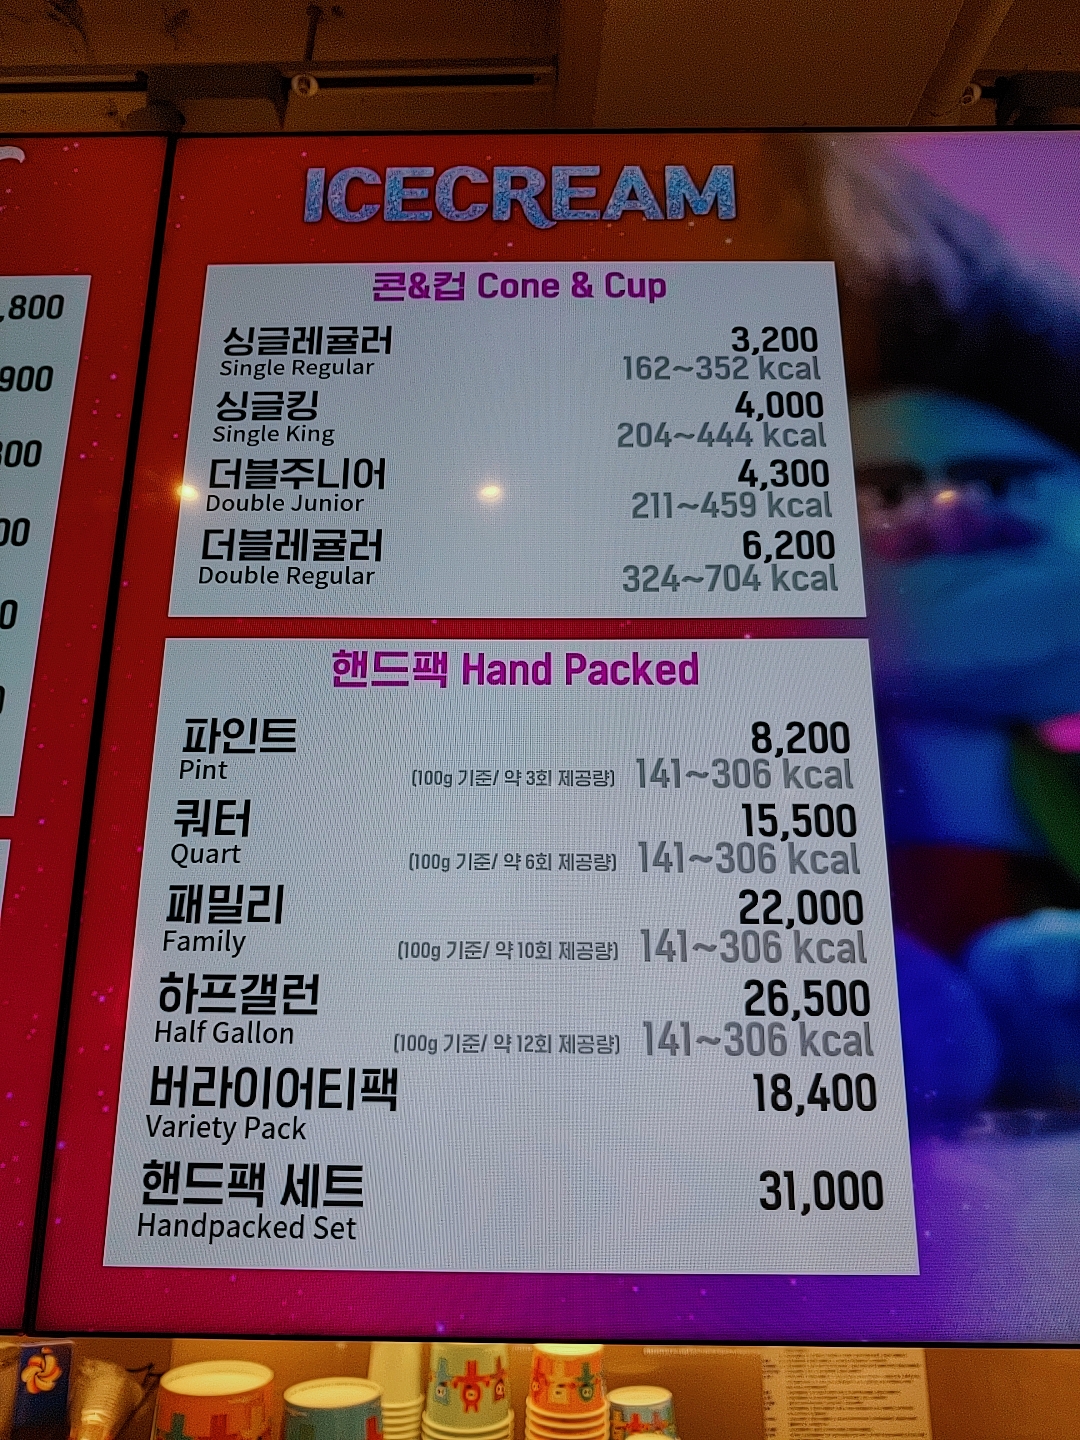 ,800
900
00
0
ICECREAM
콘&컵 Cone & Cup
싱글레귤러 3,200
Single Regular 162~352 kcal
싱글킹 4,000
Single King 204~444 kcal
더블주니어 4,300
Double Junior 211~459 kcal
더블레귤러 6,200
Double Regular 324~704 kcal
핸드팩 Hand Packed
파인트 8,200
Pint (100g 기준/ 약 3회 제공량) 141~306 kcal
쿼터 15,500
Quart (100g 기준/ 약 6회 제공량) 141~306 kcal
패밀리 22,000
Family (100g 기준/ 약 10회 제공량) 141~306 kcal
하프갤런 26,500
Half Gallon (100g 기준/ 약 12회 제공량) 141~306 kcal
버라이어티팩 18,400
Variety Pack
핸드팩 세트 31,000
Handpacked Set